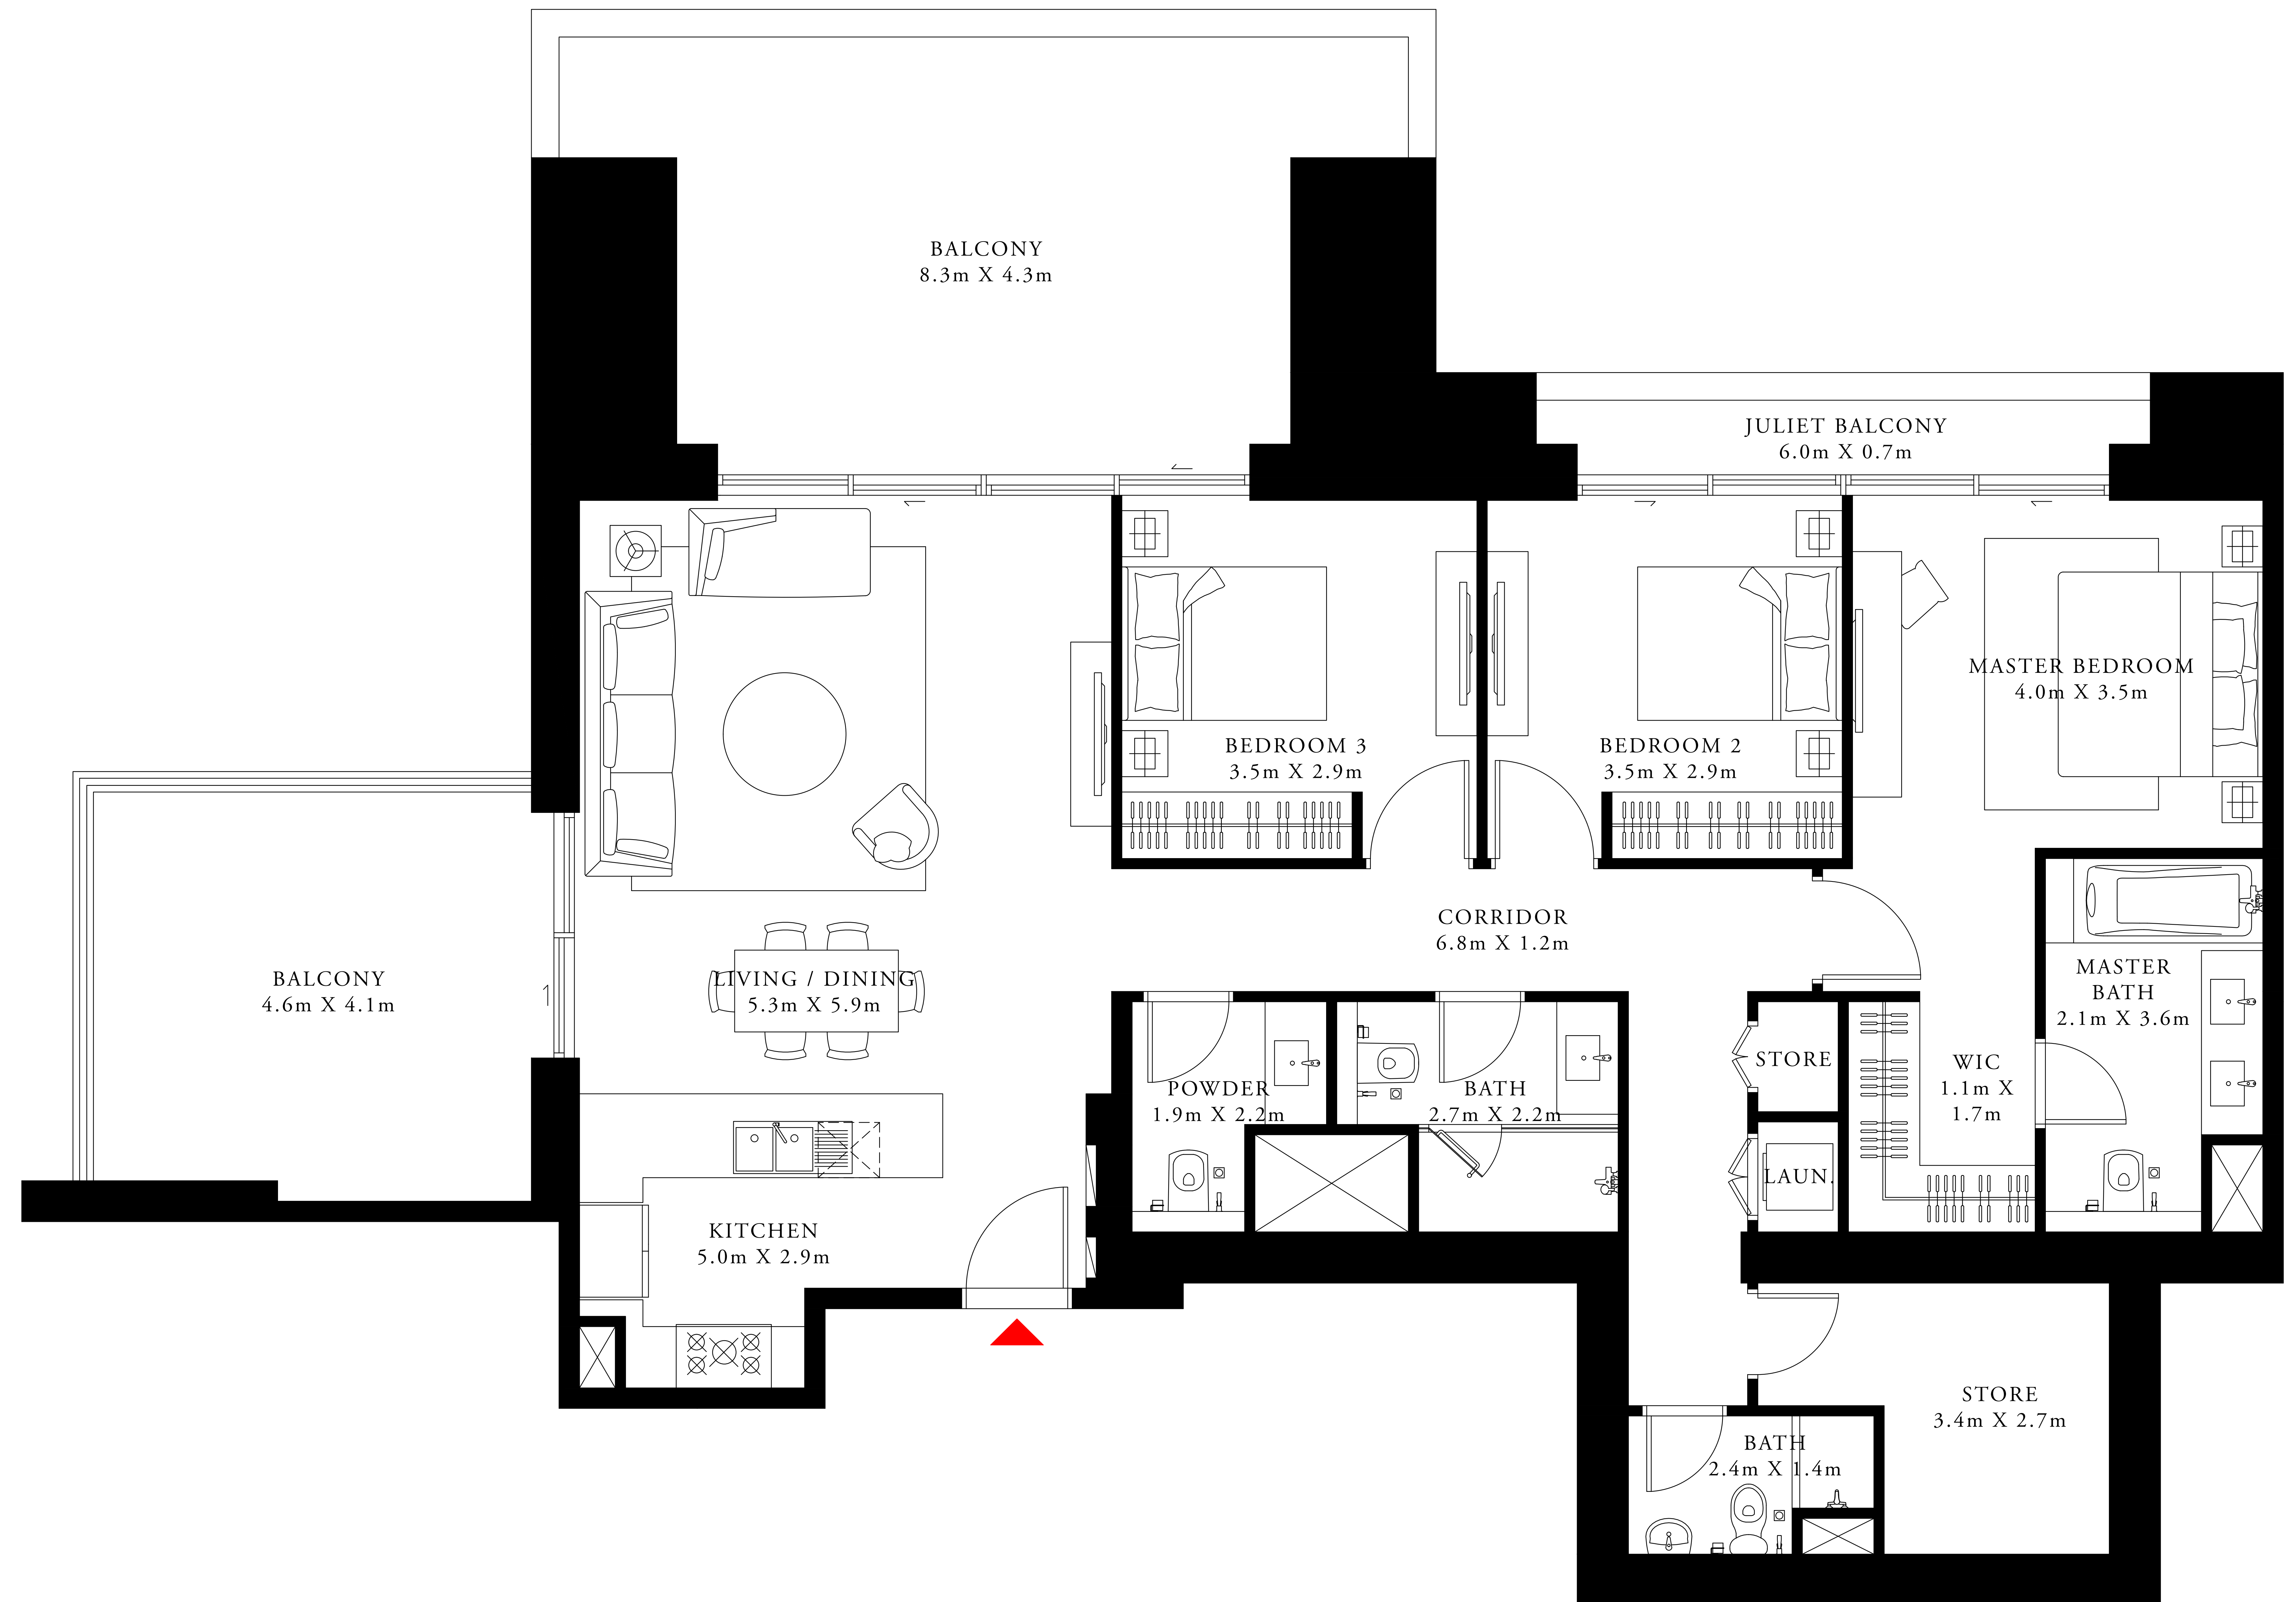 BALCONY
8.3m X 4.3m
JULIET BALCONY
6.0m X 0.7m
MASTER BEDROOM
4.0m X 3.5m
BEDROOM 3
3.5m X 2.9m
BEDROOM 2
3.5m X 2.9m
CORRIDOR
6.8m X 1.2m
BALCONY
4.6m X 4.1m
LIVING / DINING
5.3m X 5.9m
MASTER
BATH
2.1m X 3.6m
STORE
WIC
1.1m X
1.7m
POWDER
1.9m X 2.2m
BATH
2.7m X 2.2m
LAUN.
KITCHEN
5.0m X 2.9m
STORE
3.4m X 2.7m
BATH
2.4m X 1.4m